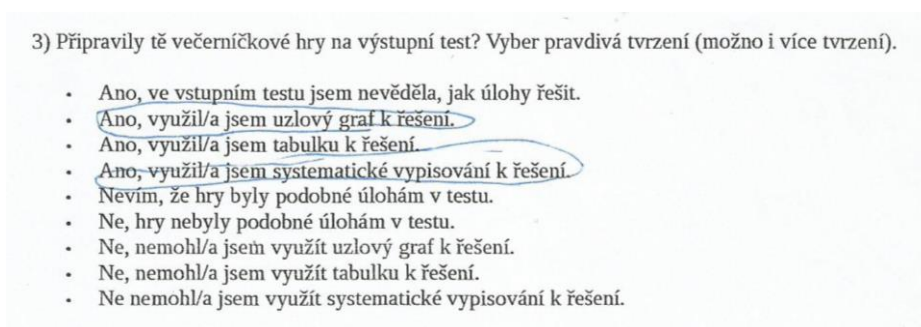 3) Připravily tě večerníčkové hry na výstupní test? Vyber pravdivá tvrzení (možno i více tvrzení).
• Ano, ve vstupním testu jsem nevěděla, jak úlohy řešit.
• Ano, využil/a jsem uzlový graf k řešení.
• Ano, využil/a jsem tabulku k řešení.
• Ano, využil/a jsem systematické vypisování k řešení.
• Nevím, že hry byly podobné úlohám v testu.
• Ne, hry nebyly podobné úlohám v testu.
• Ne, nemohl/a jsem využít uzlový graf k řešení.
• Ne, nemohl/a jsem využít tabulku k řešení.
• Ne nemohl/a jsem využít systematické vypisování k řešení.